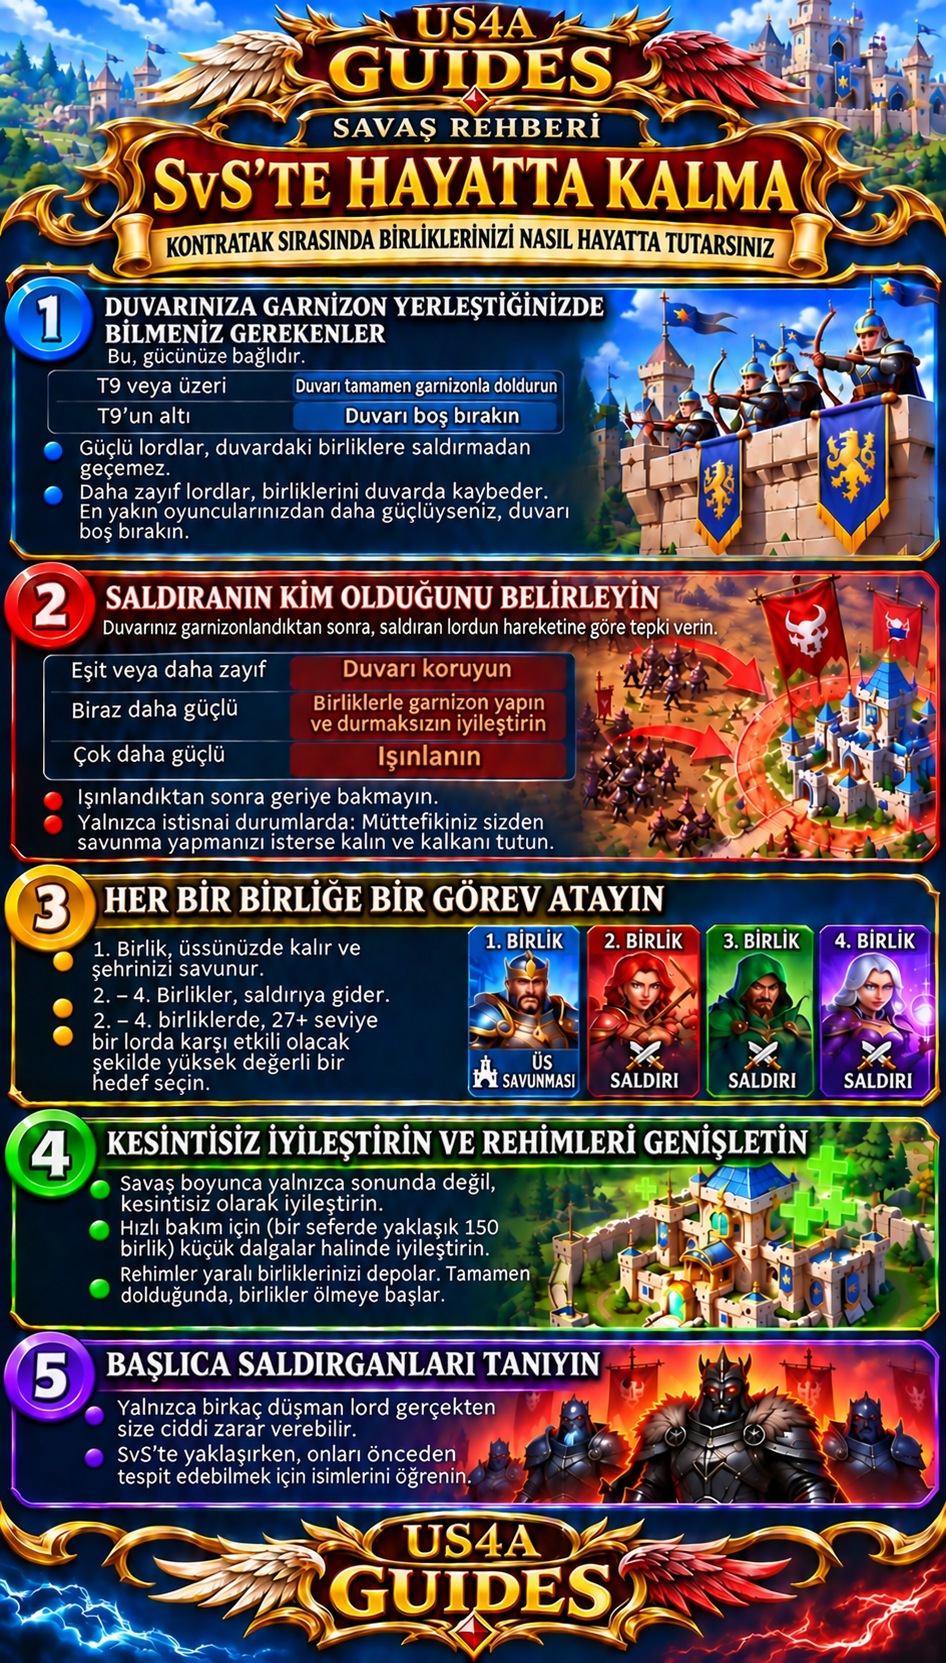 US4A
GUIDES
SAVAŞ REHBERİ
SvS'TE HAYATTA KALMA
KONTRATAK SIRASINDA BİRLİKLERİNİZİ NASIL HAYATTA TUTARSINIZ
1
DUVARINIZA GARNİZON YERLEŞTİĞİNİZDE
BİLMENİZ GEREKENLER
Bu, gücünüze bağlıdır.
T9 veya üzeri Duvarı tamamen garnizonla doldurun
T9'un altı Duvarı boş bırakın
Güçlü lordlar, duvardaki birliklere saldırmadan
geçemez.
Daha zayıf lordlar, birliklerini duvarda kaybeder.
En yakın oyuncularınızdan daha güçlüyseniz, duvarı
boş bırakın.
2
SALDIRANIN KİM OLDUĞUNU BELİRLEYİN
Duvarınız garnizonlandıktan sonra, saldıran lordun hareketine göre tepki verin.
Eşit veya daha zayıf Duvarı koruyun
Biraz daha güçlü Birliklerle garnizon yapın
ve durmaksızın iyileştirin
Çok daha güçlü Işınlanın
Işınlandıktan sonra geriye bakmayın.
Yalnızca istisnai durumlarda: Müttefikiniz sizden
savunma yapmanızı isterse kalın ve kalkanı tutun.
3
HER BİR BİRLİĞE BİR GÖREV ATAYIN
1. Birlik, üssünüzde kalır ve
şehrinizi savunur.
2. – 4. Birlikler, saldırıya gider.
2. – 4. birliklerde, 27+ seviye
bir lorda karşı etkili olacak
şekilde yüksek değerli bir
hedef seçin.
1. BİRLİK
ÜS
SAVUNMASI
2. BİRLİK
SALDIRI
3. BİRLİK
SALDIRI
4. BİRLİK
SALDIRI
4
KESİNTİSİZ İYİLEŞTİRİN VE REHİMLERİ GENİŞLETİN
Savaş boyunca yalnızca sonunda değil,
kesintisiz olarak iyileştirin.
Hızlı bakım için (bir seferde yaklaşık 150
birlik) küçük dalgalar halinde iyileştirin.
Rehimler yaralı birliklerinizi depolar. Tamamen
dolduğunda, birlikler ölmeye başlar.
5
BAŞLICA SALDIRGANLARI TANIYIN
Yalnızca birkaç düşman lord gerçekten
size ciddi zarar verebilir.
SvS'te yaklaşırken, onları önceden
tespit edebilmek için isimlerini öğrenin.
US4A
GUIDES